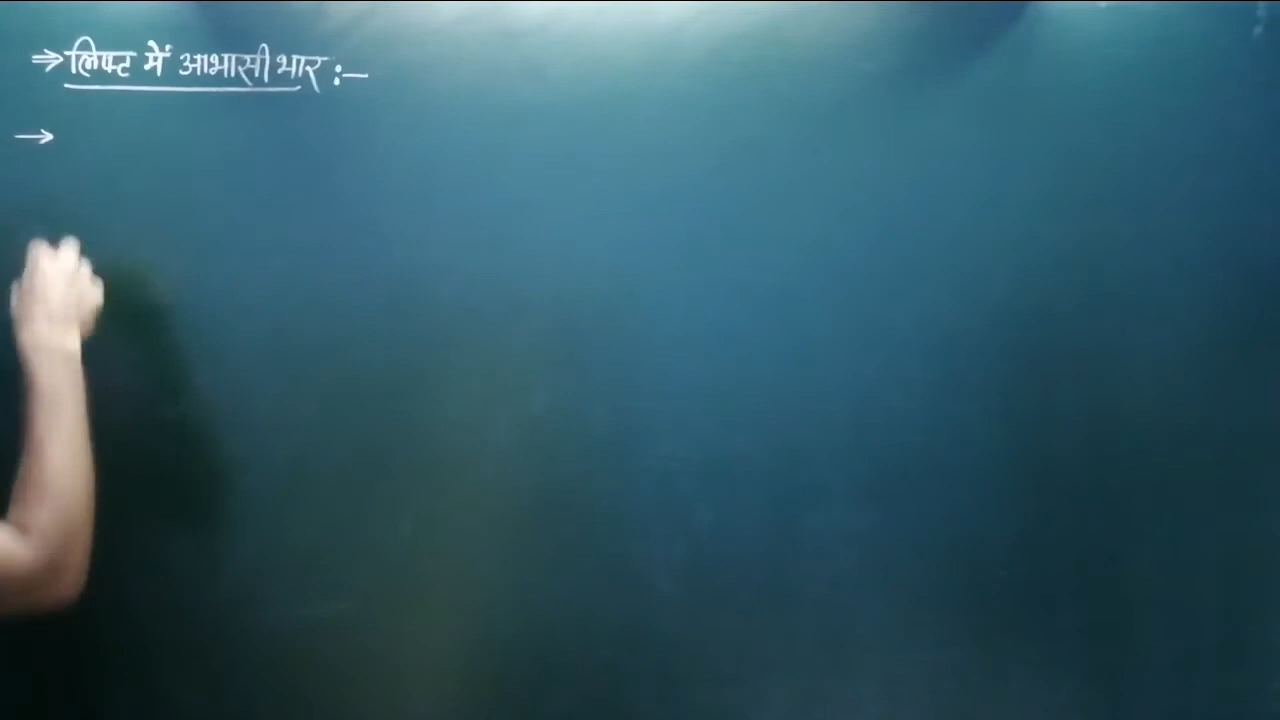 ⇒ लिफ्ट में आभासी भार :–
→